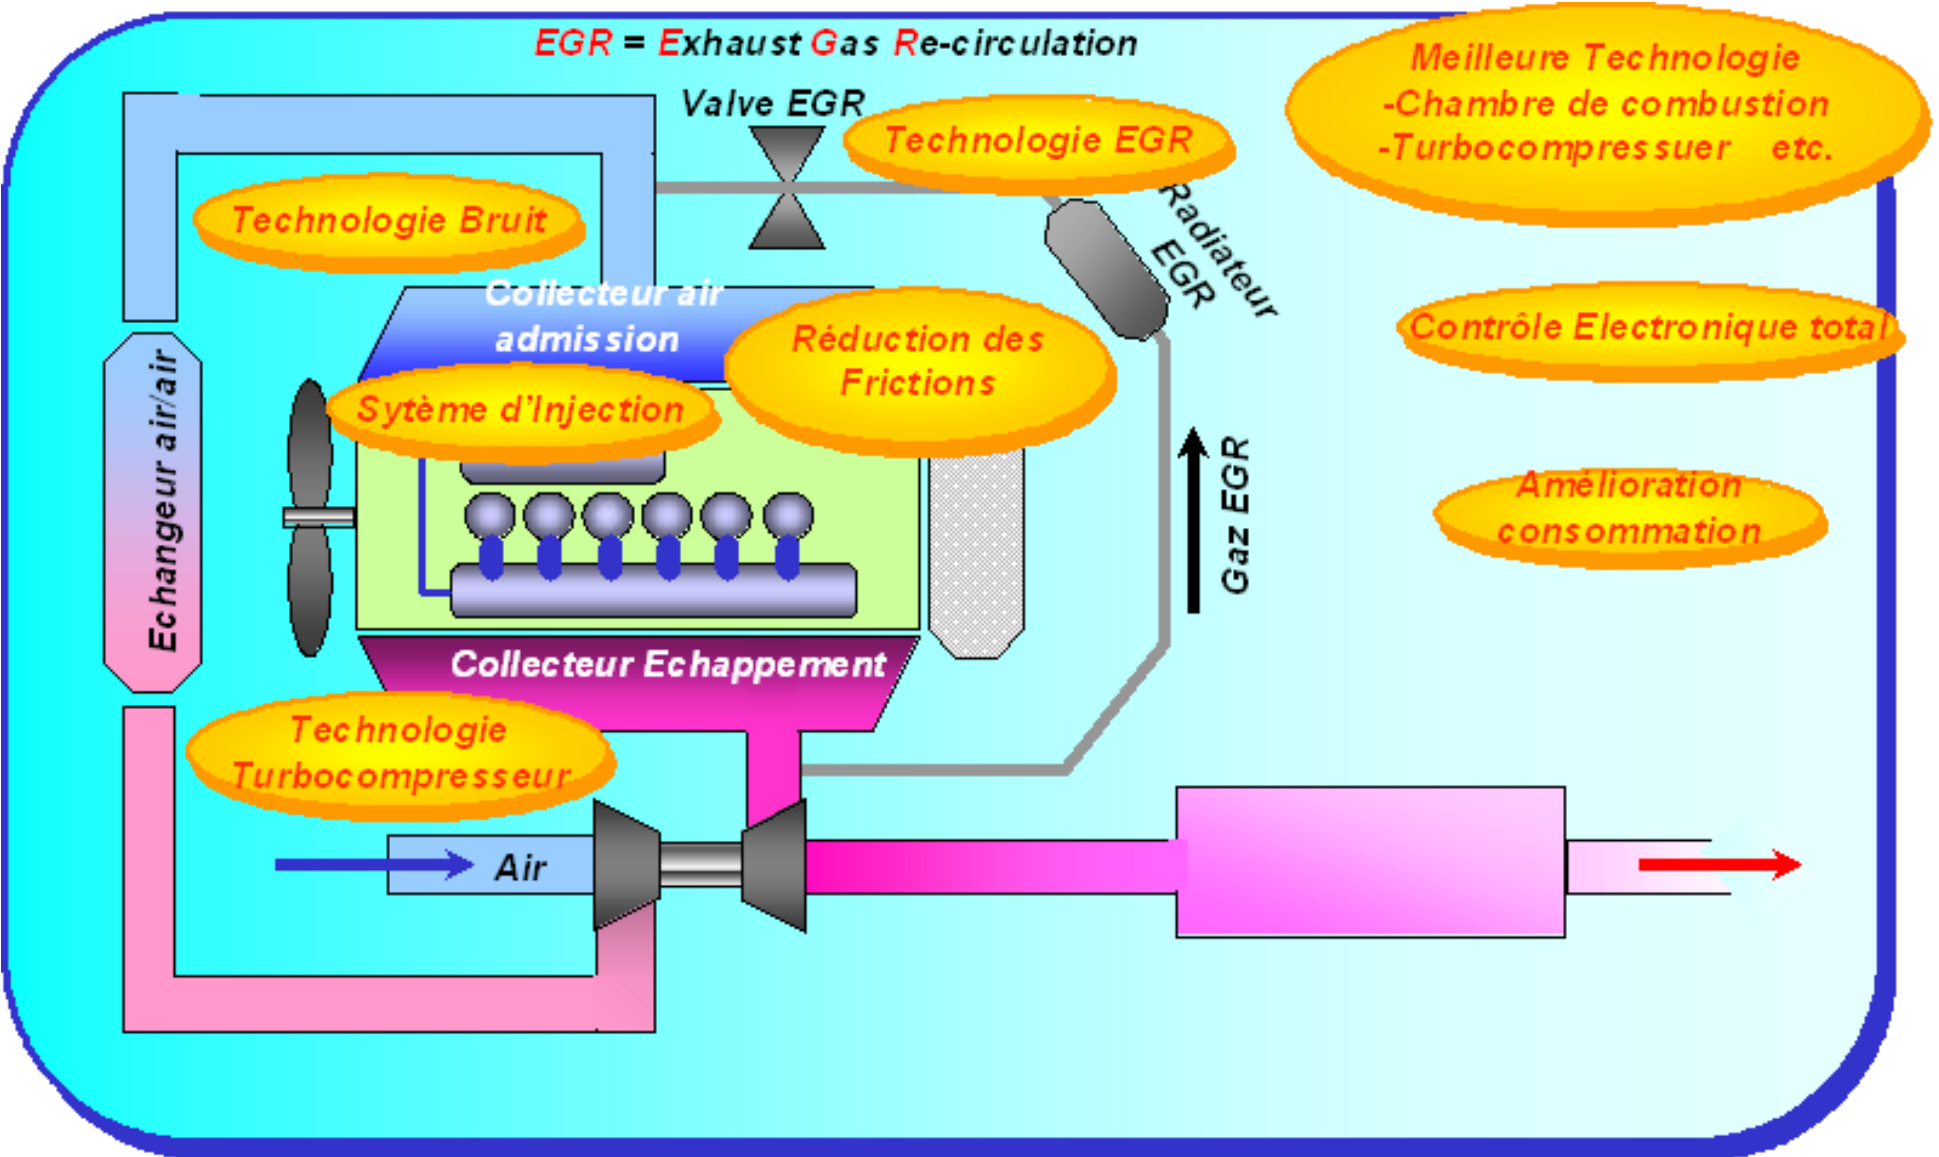 EGR = Exhaust Gas Re-circulation
Meilleure Technologie
-Chambre de combustion
-Turbocompressuer etc.
Valve EGR
Technologie EGR
Technologie Bruit
Radiateur
EGR
Collecteur air
admission
Réduction des
Frictions
Contrôle Electronique total
Sytème d'Injection
Echangeur air/air
Gaz EGR
Amélioration
consommation
Collecteur Echappement
Technologie
Turbocompresseur
Air